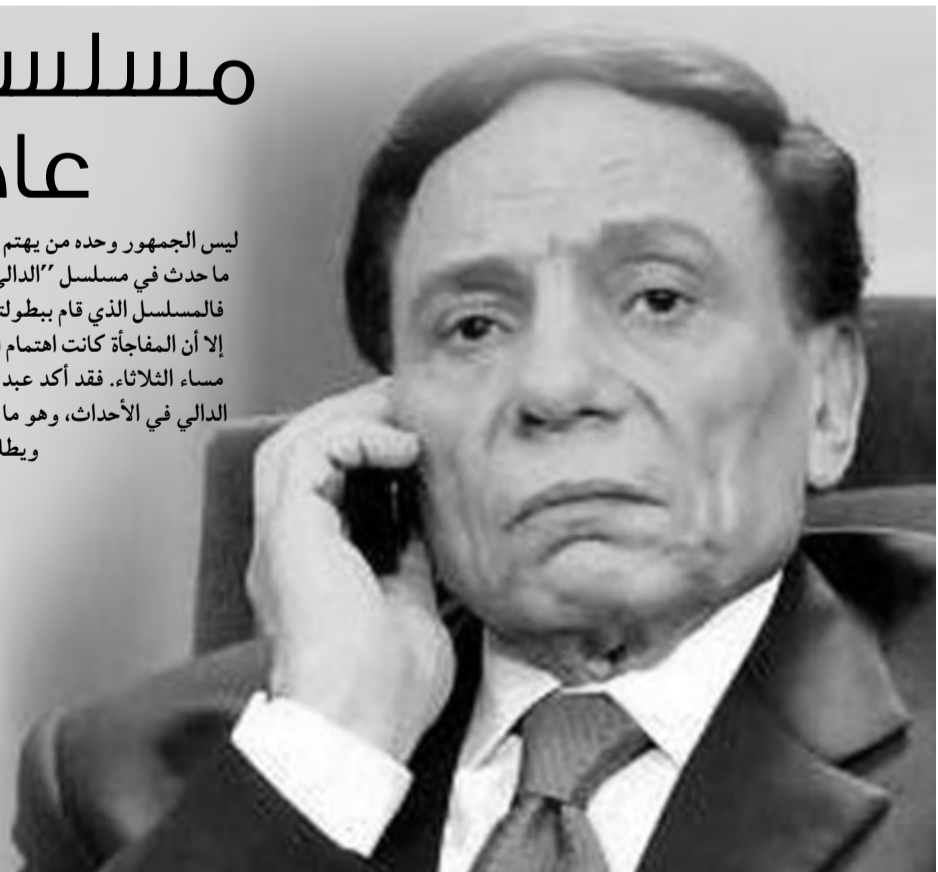 مسلس
عاد
ليس الجمهور وحده من يهتم
ما حدث في مسلسل ”الدالي
فالمسلسل الذي قام ببطولت
إلا أن المفاجأة كانت اهتمام ا
مساء الثلاثاء. فقد أكد عبد
الدالي في الأحداث، وهو ما
ويطا